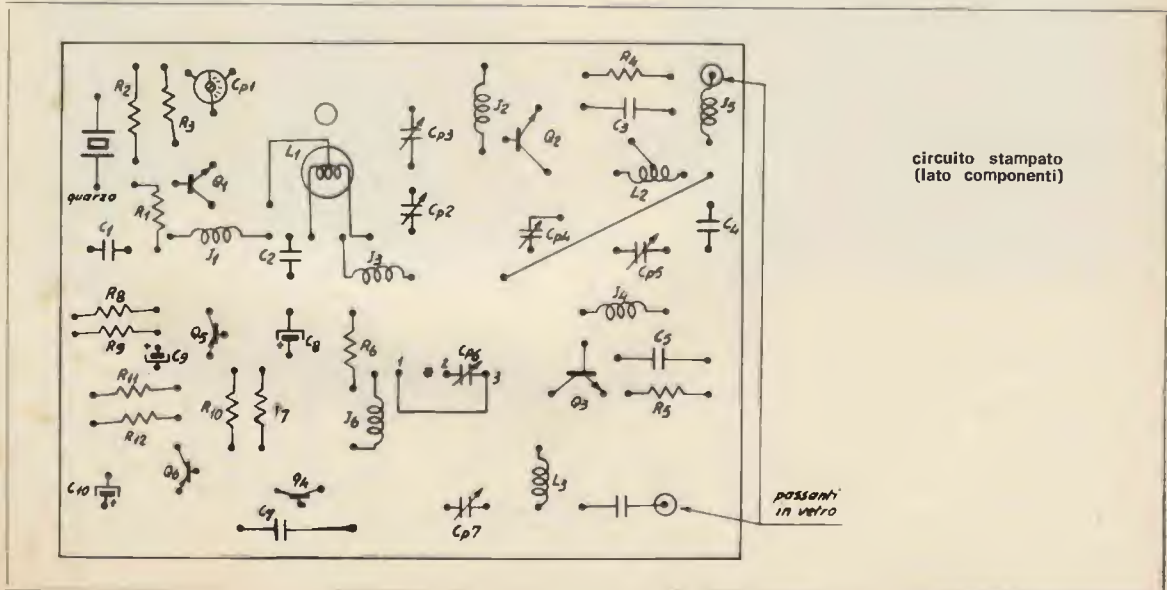 R2
R3
Cp1
quarzo
R1
Q1
L1
C1
J1
C2
J3
Cp3
Cp2
J2
Q2
R4
C3
J5
L2
Cp4
Cp5
C4
J4
circuito stampato
(lato componenti)
R8
R9
C9
+
Q5
C8
+
R6
1
2
Cp6
3
C5
Q3
R5
R11
R12
R10
J6
Q6
C10
+
Q4
C7
Cp7
L3
passanti
in vetro